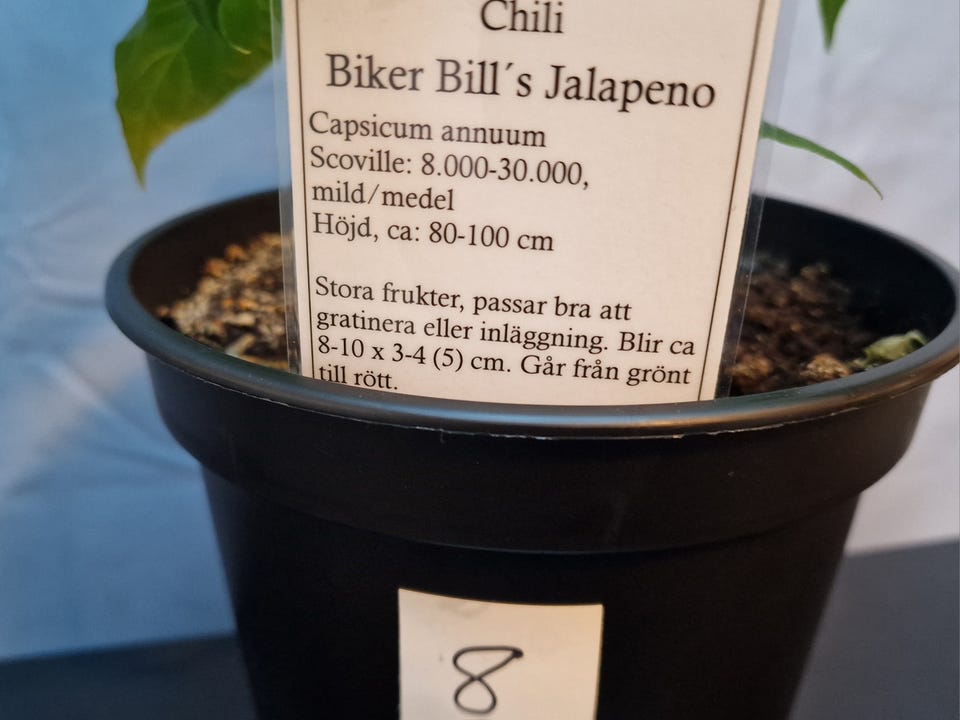 Chili
Biker Bill´s Jalapeno
Capsicum annuum
Scoville: 8.000-30.000,
mild/medel
Höjd, ca: 80-100 cm
Stora frukter, passar bra att
gratinera eller inläggning. Blir ca
8-10 x 3-4 (5) cm. Går från grönt
till rött.
8